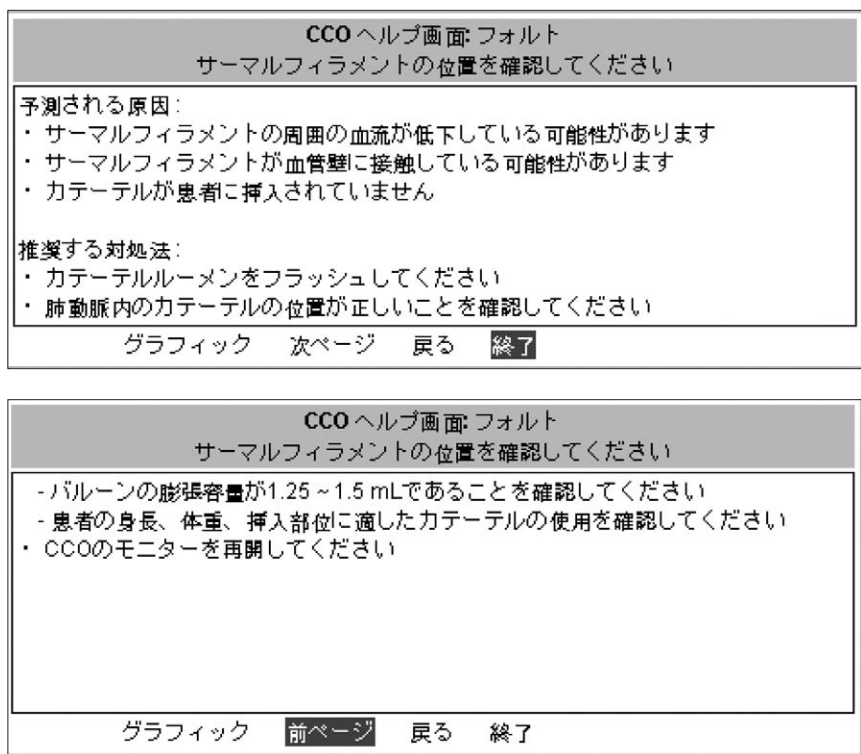 CCO ヘルプ画面: フォルト
サーマルフィラメントの位置を確認してください
予測される原因:
・ サーマルフィラメントの周囲の血流が低下している可能性があります
・ サーマルフィラメントが血管壁に接触している可能性があります
・ カテーテルが患者に挿入されていません
推奨する対処法:
・ カテーテルルーメンをフラッシュしてください
・ 肺動脈内のカテーテルの位置が正しいことを確認してください
グラフィック 次ページ 戻る 終了
CCO ヘルプ画面: フォルト
サーマルフィラメントの位置を確認してください
- バルーンの膨張容量が1.25 ~ 1.5 mLであることを確認してください
- 患者の身長、体重、挿入部位に適したカテーテルの使用を確認してください
・ CCOのモニターを再開してください
グラフィック 前ページ 戻る 終了